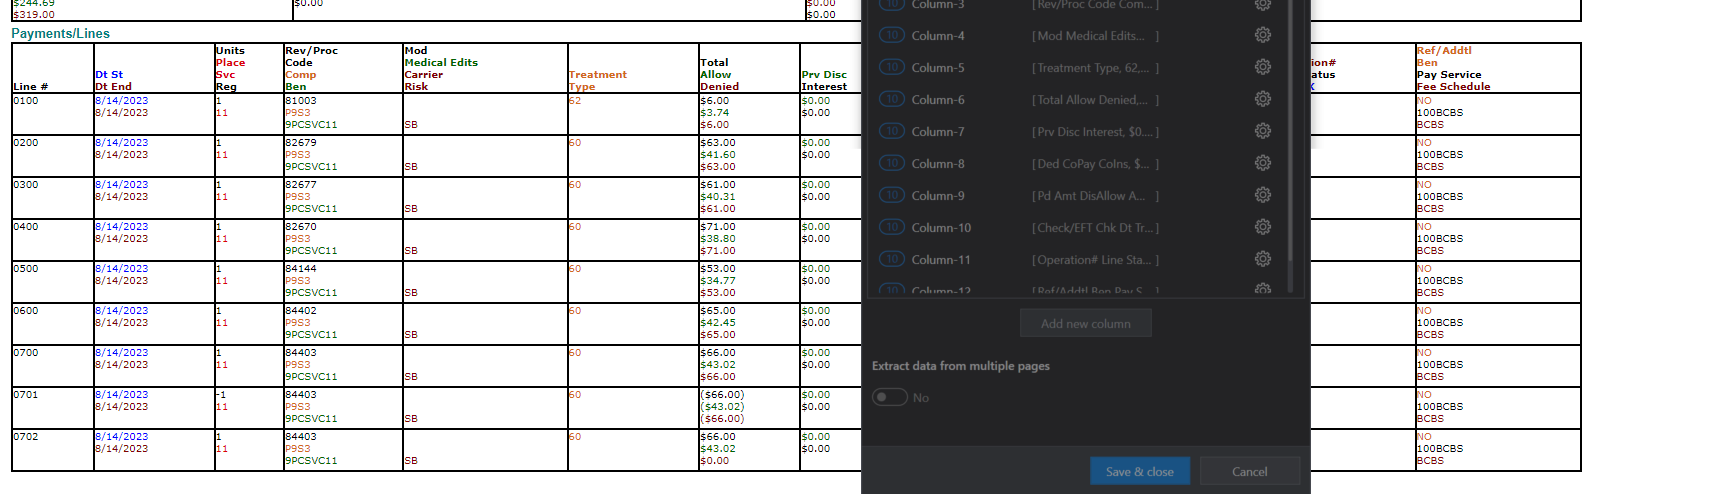 $244.69 $0.00 $0.00
$319.00 $0.00
Payments/Lines
Line # Dt St Dt End Units Place Svc Reg Rev/Proc Code Comp Ben Mod Medical Edits Carrier Risk Treatment Type Total Allow Denied Prv Disc Interest ion# atus Ref/Addtl Ben Pay Service Fee Schedule
0100 8/14/2023 1 81003 62 $6.00 $0.00 NO
8/14/2023 11 P9S3 $3.74 $0.00 100BCBS
9PCSVC11 SB $6.00 BCBS
0200 8/14/2023 1 82679 60 $63.00 $0.00 NO
8/14/2023 11 P9S3 $41.60 $0.00 100BCBS
9PCSVC11 SB $63.00 BCBS
0300 8/14/2023 1 82677 60 $61.00 $0.00 NO
8/14/2023 11 P9S3 $40.31 $0.00 100BCBS
9PCSVC11 SB $61.00 BCBS
0400 8/14/2023 1 82670 60 $71.00 $0.00 NO
8/14/2023 11 P9S3 $38.80 $0.00 100BCBS
9PCSVC11 SB $71.00 BCBS
0500 8/14/2023 1 84144 60 $53.00 $0.00 NO
8/14/2023 11 P9S3 $34.77 $0.00 100BCBS
9PCSVC11 SB $53.00 BCBS
0600 8/14/2023 1 84402 60 $65.00 $0.00 NO
8/14/2023 11 P9S3 $42.45 $0.00 100BCBS
9PCSVC11 SB $65.00 BCBS
0700 8/14/2023 1 84403 60 $66.00 $0.00 NO
8/14/2023 11 P9S3 $43.02 $0.00 100BCBS
9PCSVC11 SB $66.00 BCBS
0701 8/14/2023 -1 84403 60 ($66.00) $0.00 NO
8/14/2023 11 P9S3 ($43.02) $0.00 100BCBS
9PCSVC11 SB ($66.00) BCBS
0702 8/14/2023 1 84403 60 $66.00 $0.00 NO
8/14/2023 11 P9S3 $43.02 $0.00 100BCBS
9PCSVC11 SB $0.00 BCBS
10 Column-3 [ Rev/Proc Code Com... ]
10 Column-4 [ Mod Medical Edits... ]
10 Column-5 [ Treatment Type, 62,... ]
10 Column-6 [ Total Allow Denied,... ]
10 Column-7 [ Prv Disc Interest, $0.... ]
10 Column-8 [ Ded CoPay CoIns, $... ]
10 Column-9 [ Pd Amt DisAllow A... ]
10 Column-10 [ Check/EFT Chk Dt Tr... ]
10 Column-11 [ Operation# Line Sta... ]
10 Column-12 [ Ref/Addtl Ben Pay S... ]
Add new column
Extract data from multiple pages
No
Save & close Cancel